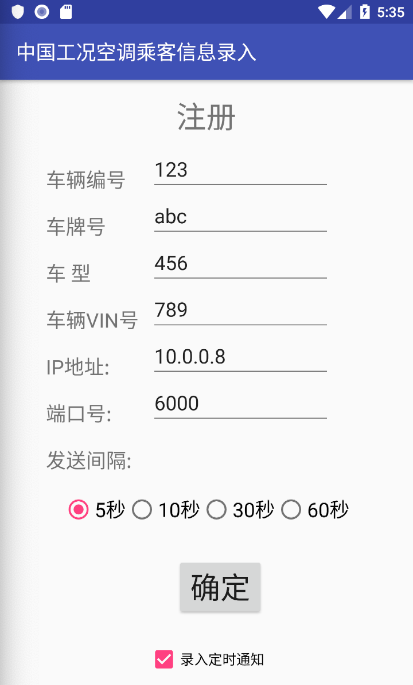 5:35
中国工况空调乘客信息录入
注册
车辆编号 123
车牌号 abc
车 型 456
车辆VIN号 789
IP地址: 10.0.0.8
端口号: 6000
发送间隔:
5秒 10秒 30秒 60秒
确定
录入定时通知